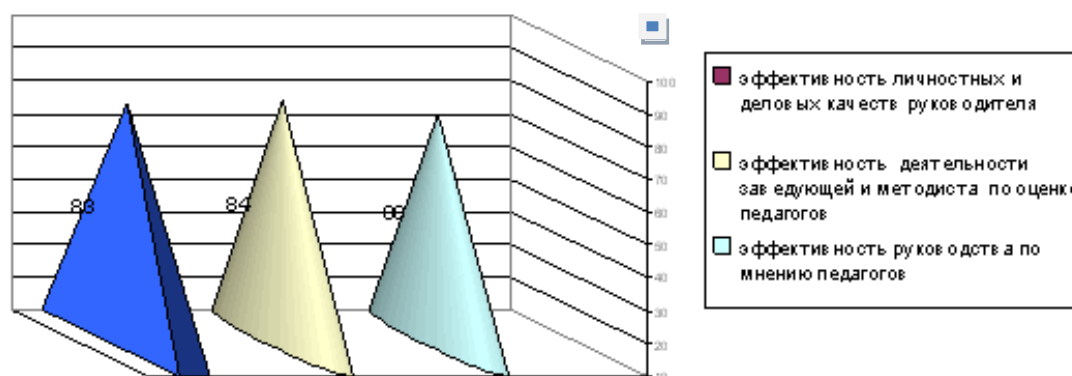 83
84
100
90
80
70
60
50
40
30
20
10
эффективность личностных и
деловых качеств руководителя
эффективность деятельности
заведующей и методиста по оценке
педагогов
эффективность руководства по
мнению педагогов